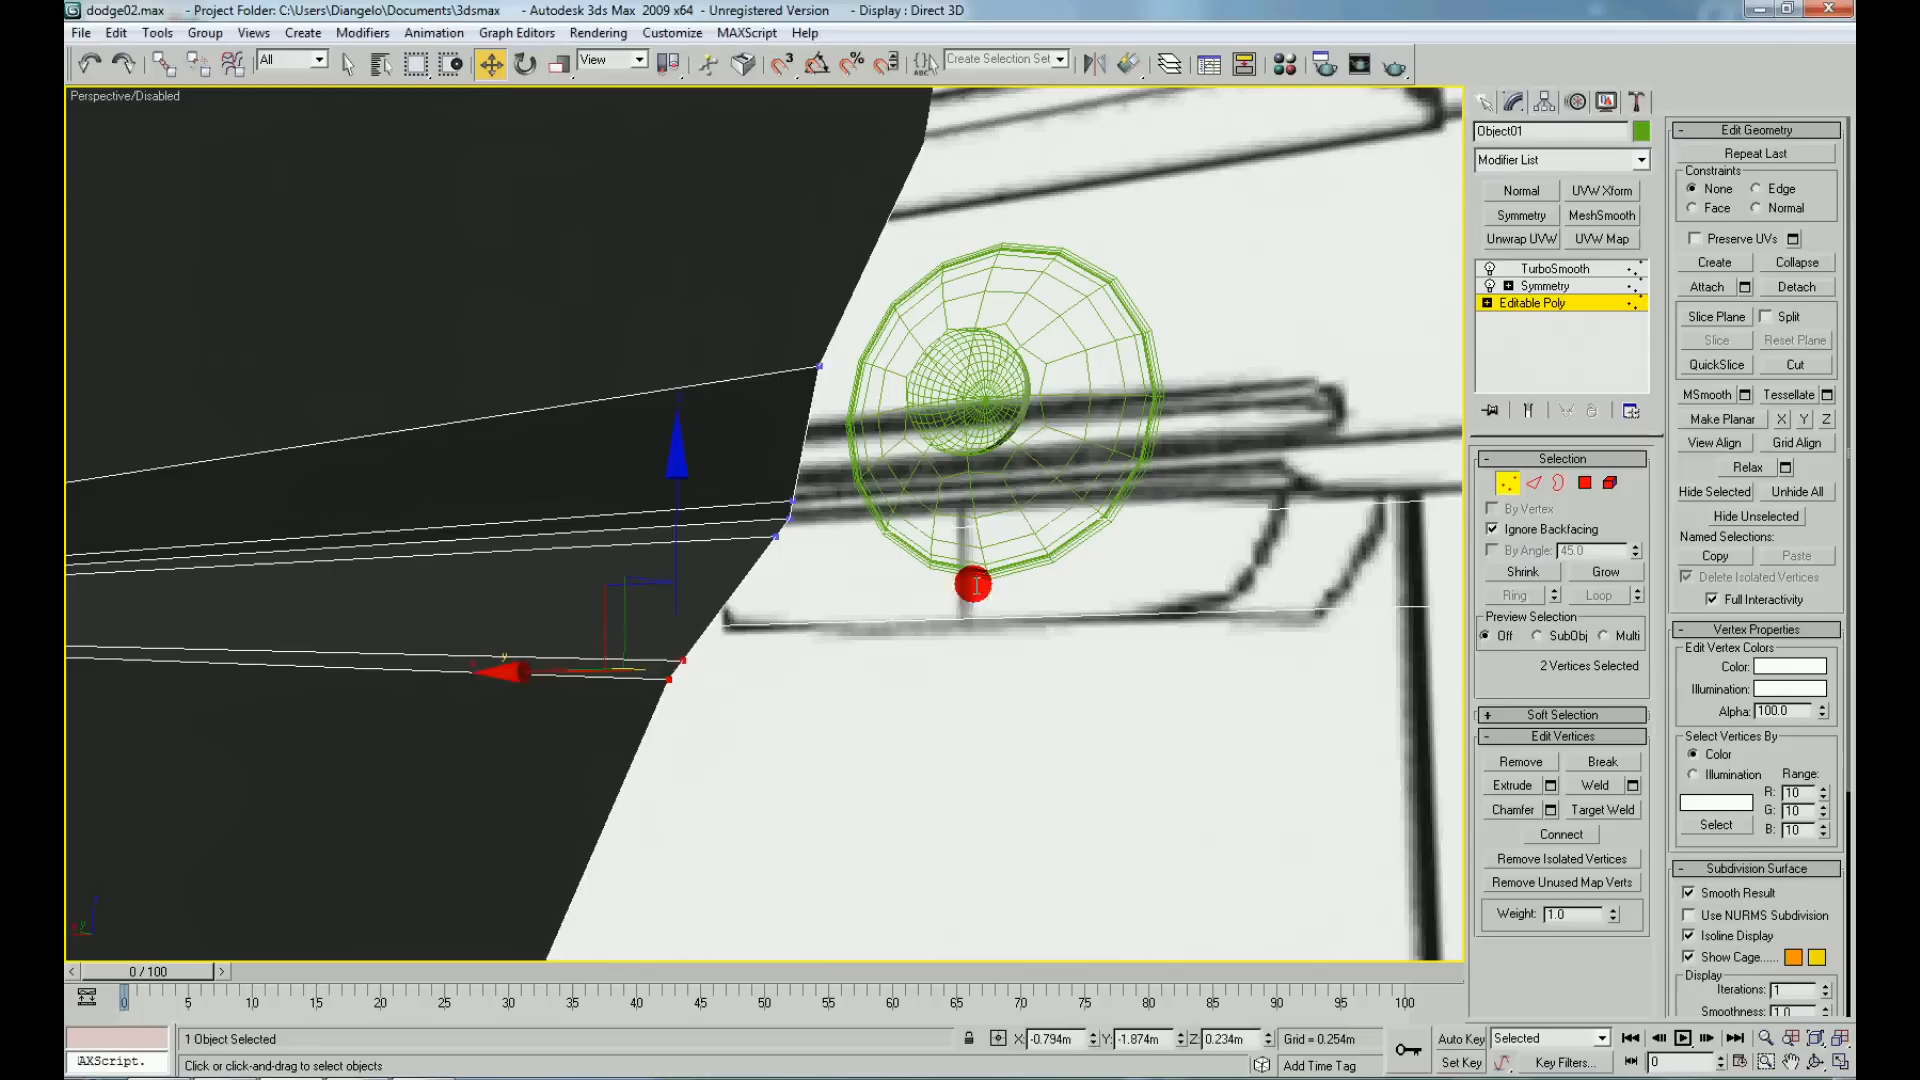 dodge02.max - Project Folder: C:\Users\Diangelo\Documents\3dsmax - Autodesk 3ds Max 2009 x64 - Unregistered Version - Display : Direct 3D
File Edit Tools Group Views Create Modifiers Animation Graph Editors Rendering Customize MAXScript Help
All View 3 % ABC Create Selection Set
Perspective/Disabled
Object01
Modifier List
Normal UVW Xform
Symmetry MeshSmooth
Unwrap UVW UVW Map
TurboSmooth
Symmetry
Editable Poly
- Selection
By Vertex
Ignore Backfacing
By Angle: 45.0
Shrink Grow
Ring Loop
Preview Selection
Off SubObj Multi
2 Vertices Selected
+ Soft Selection
- Edit Vertices
Remove Break
Extrude Weld
Chamfer Target Weld
Connect
Remove Isolated Vertices
Remove Unused Map Verts
Weight: 1.0
- Edit Geometry
Repeat Last
Constraints
None Edge
Face Normal
Preserve UVs
Create Collapse
Attach Detach
Slice Plane Split
Slice Reset Plane
QuickSlice Cut
MSmooth Tessellate
Make Planar X Y Z
View Align Grid Align
Relax
Hide Selected Unhide All
Hide Unselected
Named Selections:
Copy Paste
Delete Isolated Vertices
Full Interactivity
- Vertex Properties
Edit Vertex Colors
Color:
Illumination:
Alpha: 100.0
Select Vertices By
Color
Illumination Range:
R: 10
G: 10
Select B: 10
- Subdivision Surface
Smooth Result
Use NURMS Subdivision
Isoline Display
Show Cage......
Display
Iterations: 1
Smoothness: 1.0
y
y
< 0 / 100 >
0 5 10 15 20 25 30 35 40 45 50 55 60 65 70 75 80 85 90 95 100
1 Object Selected X: -0.794m Y: -1.874m Z: 0.234m Grid = 0.254m Auto Key Selected
AXScript. Click or click-and-drag to select objects Add Time Tag Set Key Key Filters... 0